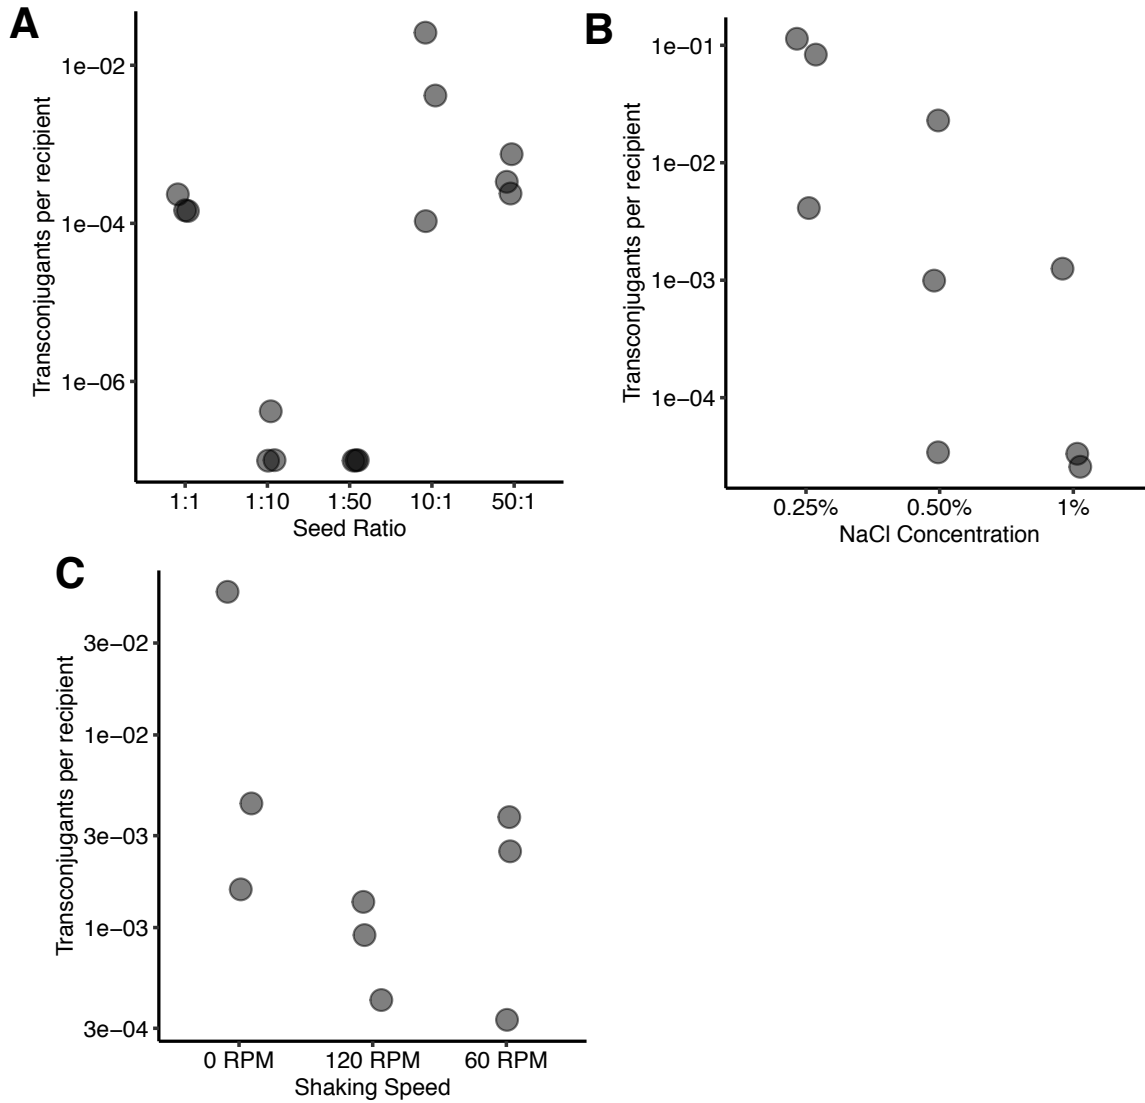 A
Transconjugants per recipient
1e−02
1e−04
1e−06
1:1 1:10 1:50 10:1 50:1
Seed Ratio
B
Transconjugants per recipient
1e−01
1e−02
1e−03
1e−04
0.25% 0.50% 1%
NaCl Concentration
C
Transconjugants per recipient
3e−02
1e−02
3e−03
1e−03
3e−04
0 RPM 120 RPM 60 RPM
Shaking Speed